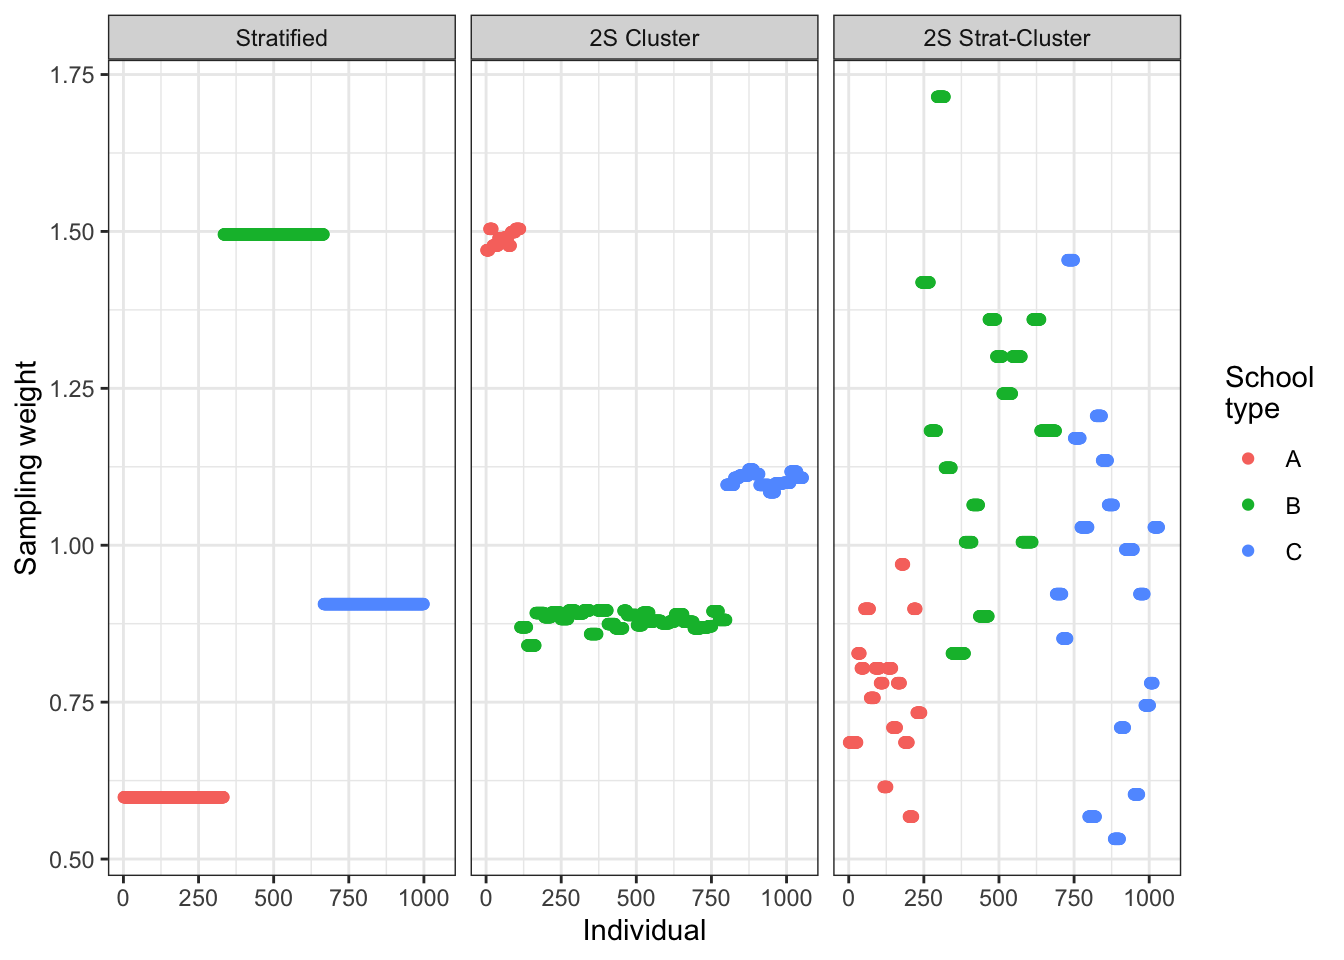 Stratified 2S Cluster 2S Strat-Cluster
1.75
1.50
1.25
1.00
0.75
0.50
Sampling weight
0 250 500 750 1000 0 250 500 750 1000 0 250 500 750 1000
Individual
School
type
A
B
C